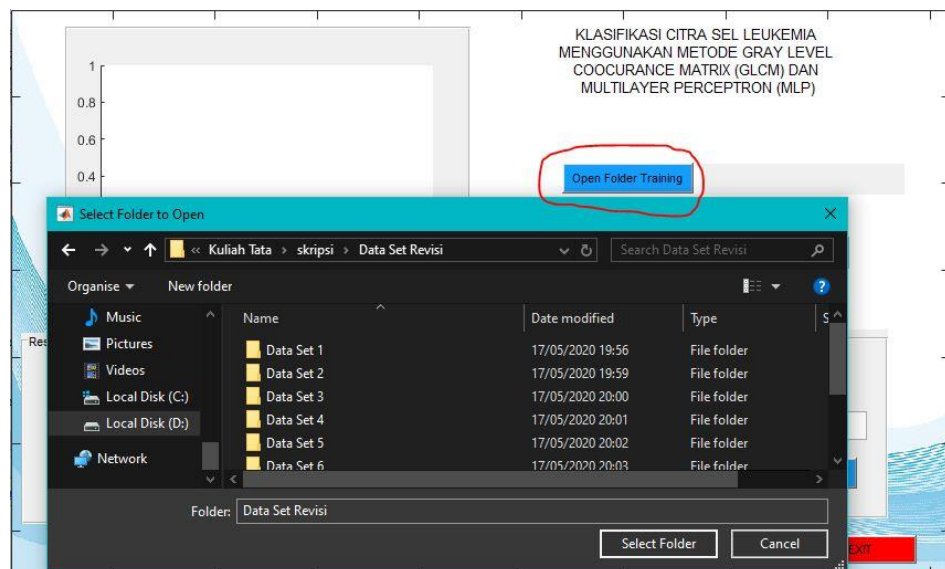 KLASIFIKASI CITRA SEL LEUKEMIA
MENGGUNAKAN METODE GRAY LEVEL
COOCURANCE MATRIX (GLCM) DAN
MULTILAYER PERCEPTRON (MLP)
1
0.8
0.6
0.4
Open Folder Training
Select Folder to Open
« Kuliah Tata > skripsi > Data Set Revisi
Search Data Set Revisi
Organise
New folder
Music
Pictures
Videos
Local Disk (C:)
Local Disk (D:)
Network
Name Date modified Type S
Data Set 1 17/05/2020 19:56 File folder
Data Set 2 17/05/2020 19:59 File folder
Data Set 3 17/05/2020 20:00 File folder
Data Set 4 17/05/2020 20:01 File folder
Data Set 5 17/05/2020 20:02 File folder
Data Set 6 17/05/2020 20:03 File folder
Res
Folder: Data Set Revisi
Select Folder
Cancel
EXIT